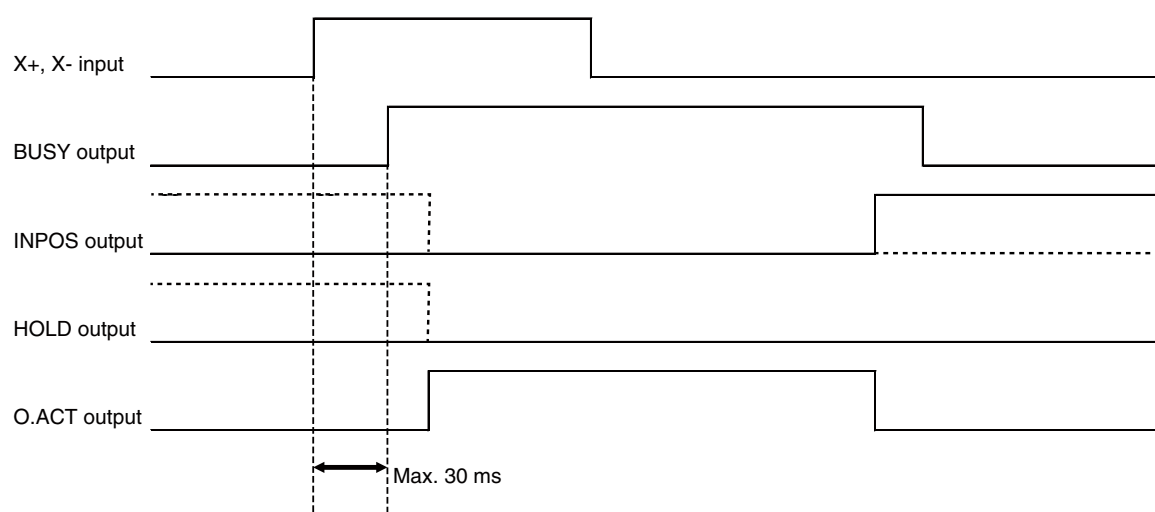 X+, X- input
BUSY output
INPOS output
HOLD output
O.ACT output
Max. 30 ms